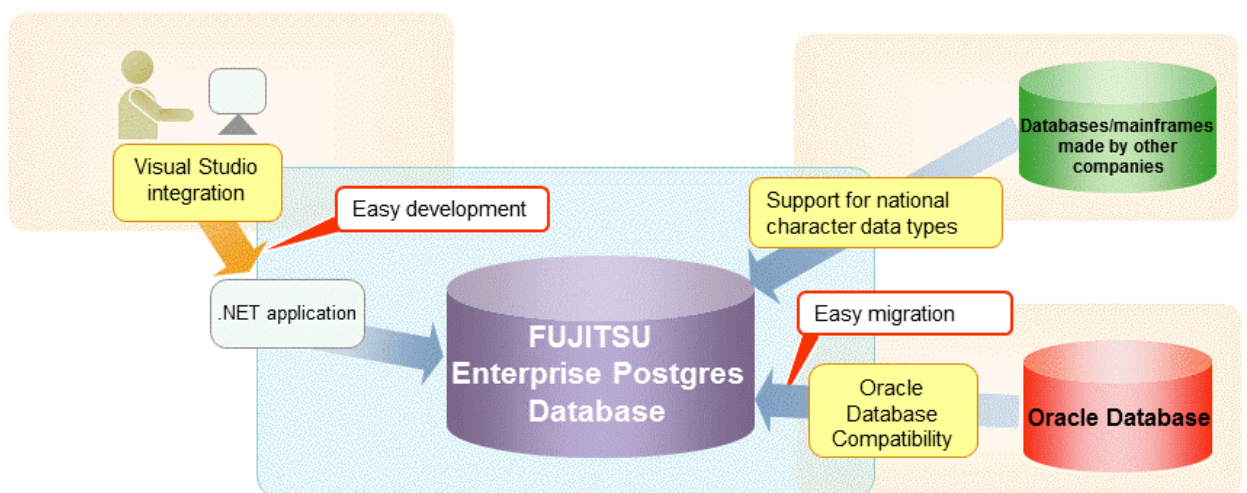 Visual Studio
integration
Easy development
.NET application
FUJITSU
Enterprise Postgres
Database
Databases/mainframes
made by other
companies
Support for national
character data types
Easy migration
Oracle
Database
Compatibility
Oracle Database